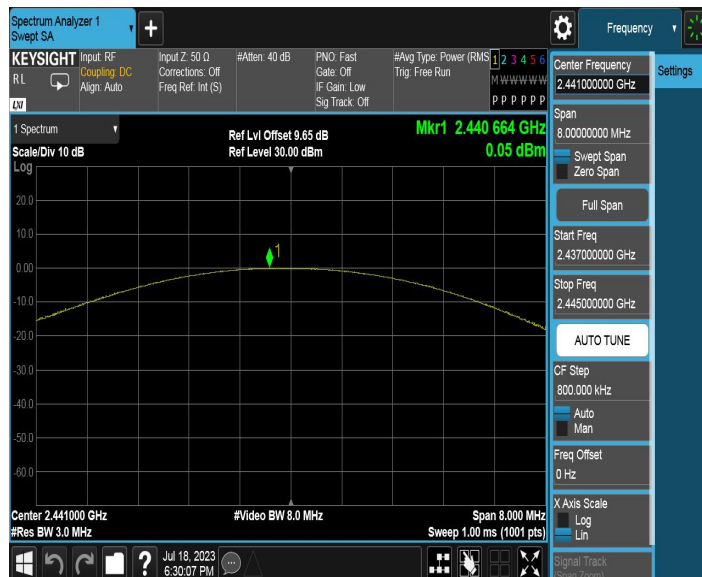 Spectrum Analyzer 1
Swept SA
+
Frequency
KEYSIGHT
RL
LXI
Input: RF
Coupling: DC
Align: Auto
Input Z: 50 Ω
Corrections: Off
Freq Ref: Int (S)
#Atten: 40 dB
PNO: Fast
Gate: Off
IF Gain: Low
Sig Track: Off
#Avg Type: Power (RMS
Trig: Free Run
1 2 3 4 5 6
M W W W W W
P P P P P P
1 Spectrum
Scale/Div 10 dB
Ref Lvl Offset 9.65 dB
Ref Level 30.00 dBm
Mkr1 2.440 664 GHz
0.05 dBm
Log
20.0
10.0
0.00
-10.0
-20.0
-30.0
-40.0
-50.0
-60.0
1
Center 2.441000 GHz
#Res BW 3.0 MHz
#Video BW 8.0 MHz
Span 8.000 MHz
Sweep 1.00 ms (1001 pts)
?
Jul 18, 2023
6:30:07 PM
Settings
Center Frequency
2.441000000 GHz
Span
8.00000000 MHz
Swept Span
Zero Span
Full Span
Start Freq
2.437000000 GHz
Stop Freq
2.445000000 GHz
AUTO TUNE
CF Step
800.000 kHz
Auto
Man
Freq Offset
0 Hz
X Axis Scale
Log
Lin
Signal Track
(Span Zoom)